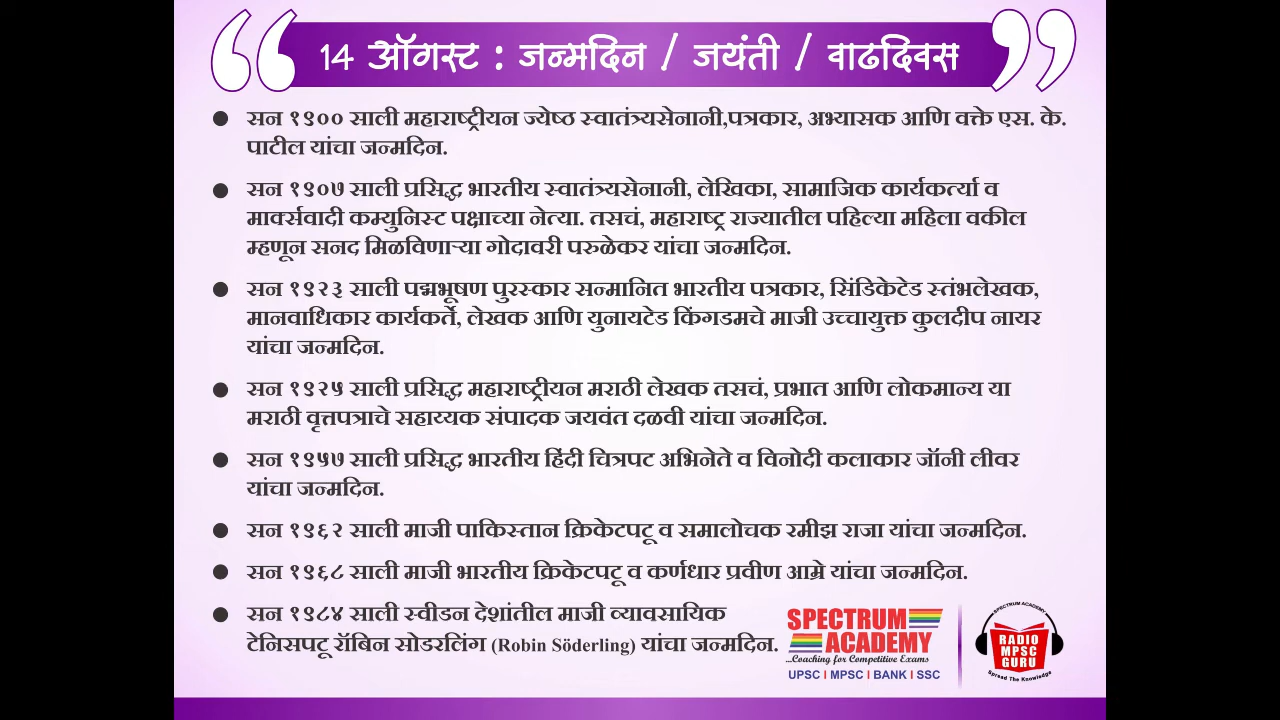 14 ऑगस्ट : जन्मदिन / जयंती / वाढदिवस
● सन १९०० साली महाराष्ट्रीयन ज्येष्ठ स्वातंत्र्यसेनानी,पत्रकार, अभ्यासक आणि वक्ते एस. के.
पाटील यांचा जन्मदिन.
● सन १९०७ साली प्रसिद्ध भारतीय स्वातंत्र्यसेनानी, लेखिका, सामाजिक कार्यकर्त्या व
मार्क्सवादी कम्युनिस्ट पक्षाच्या नेत्या. तसचं, महाराष्ट्र राज्यातील पहिल्या महिला वकील
म्हणून सनद मिळविणाऱ्या गोदावरी परुळेकर यांचा जन्मदिन.
● सन १९२३ साली पद्मभूषण पुरस्कार सन्मानित भारतीय पत्रकार, सिंडिकेटेड स्तंभलेखक,
मानवाधिकार कार्यकर्ते, लेखक आणि युनायटेड किंगडमचे माजी उच्चायुक्त कुलदीप नायर
यांचा जन्मदिन.
● सन १९२५ साली प्रसिद्ध महाराष्ट्रीयन मराठी लेखक तसचं, प्रभात आणि लोकमान्य या
मराठी वृत्तपत्राचे सहाय्यक संपादक जयवंत दळवी यांचा जन्मदिन.
● सन १९५७ साली प्रसिद्ध भारतीय हिंदी चित्रपट अभिनेते व विनोदी कलाकार जॉनी लीवर
यांचा जन्मदिन.
● सन १९६२ साली माजी पाकिस्तान क्रिकेटपटू व समालोचक रमीझ राजा यांचा जन्मदिन.
● सन १९६८ साली माजी भारतीय क्रिकेटपटू व कर्णधार प्रवीण आम्रे यांचा जन्मदिन.
● सन १९८४ साली स्वीडन देशांतील माजी व्यावसायिक
टेनिसपटू रॉबिन सोडरलिंग (Robin Söderling) यांचा जन्मदिन.
SPECTRUM
ACADEMY
...Coaching for Competitive Exams
UPSC | MPSC | BANK | SSC
SPECTRUM ACADEMY
RADIO
MPSC
GURU
Spread The Knowledge